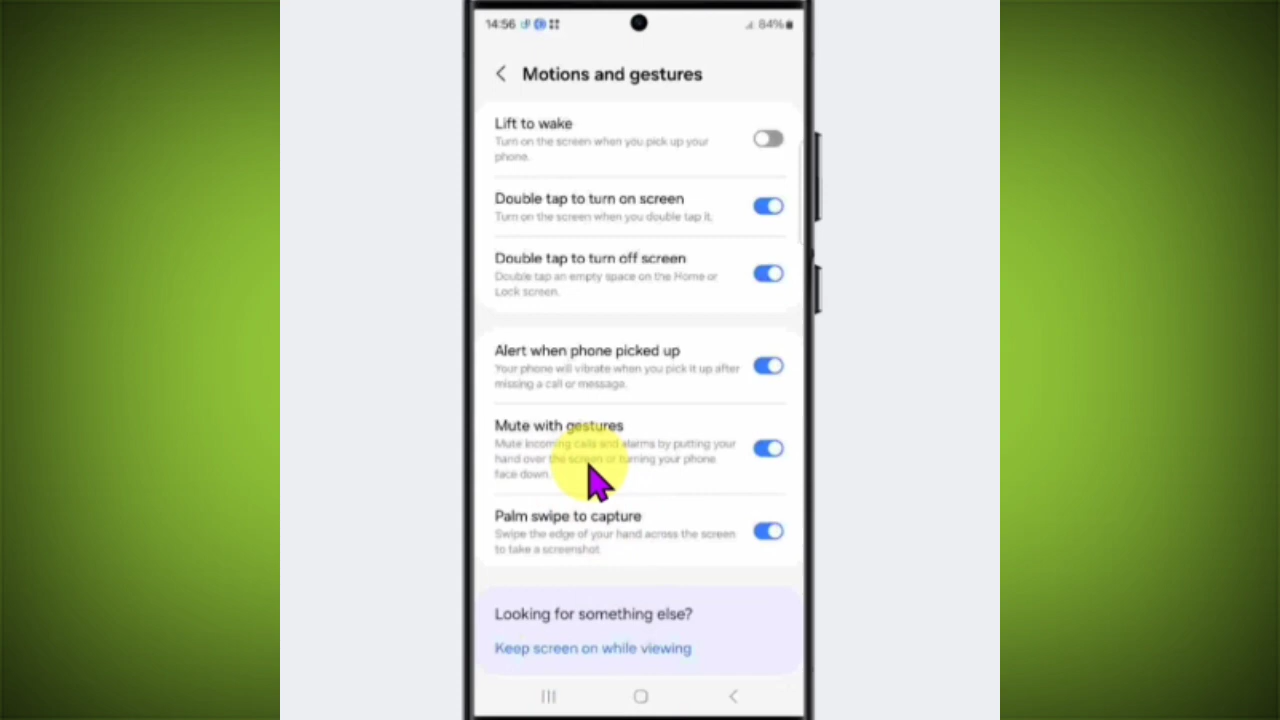 14:56
84%
Motions and gestures
Lift to wake
Turn on the screen when you pick up your
phone.
Double tap to turn on screen
Turn on the screen when you double tap it.
Double tap to turn off screen
Double tap an empty space on the Home or
Lock screen.
Alert when phone picked up
Your phone will vibrate when you pick it up after
missing a call or message.
Mute with gestures
Mute incoming calls and alarms by putting your
hand over the screen or turning your phone
face down.
Palm swipe to capture
Swipe the edge of your hand across the screen
to take a screenshot.
Looking for something else?
Keep screen on while viewing